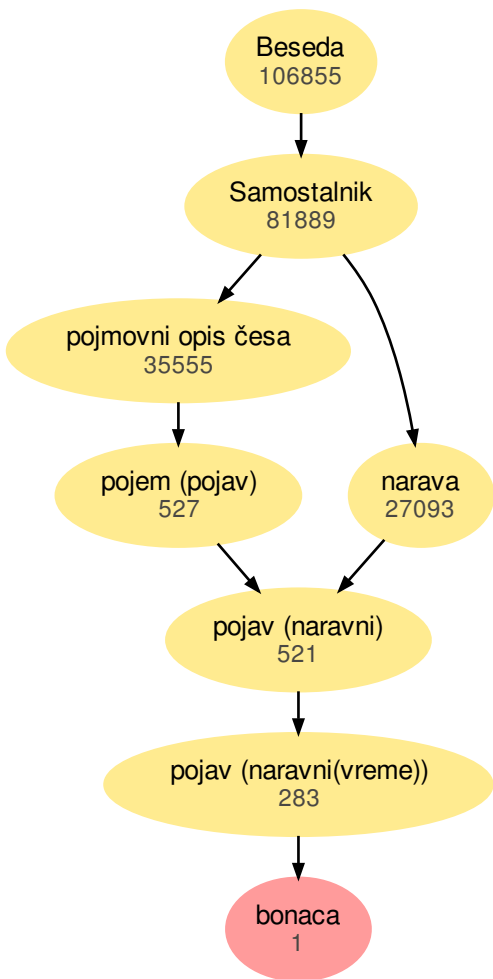 Beseda
106855
Samostalnik
81889
pojmovni opis česa
35555
pojem (pojav)
527
narava
27093
pojav (naravni)
521
pojav (naravni(vreme))
283
bonaca
1